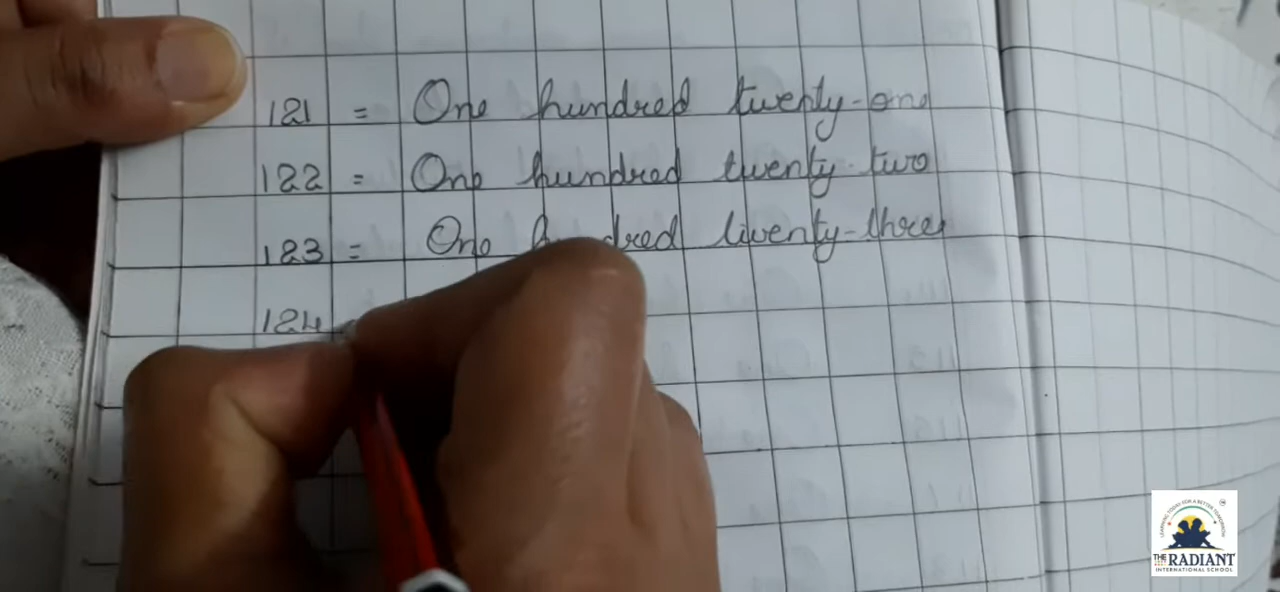 121 = One hundred twenty-one
122 = One hundred twenty-two
123 = One hundred twenty-three
124
THE RADIANT
INTERNATIONAL SCHOOL